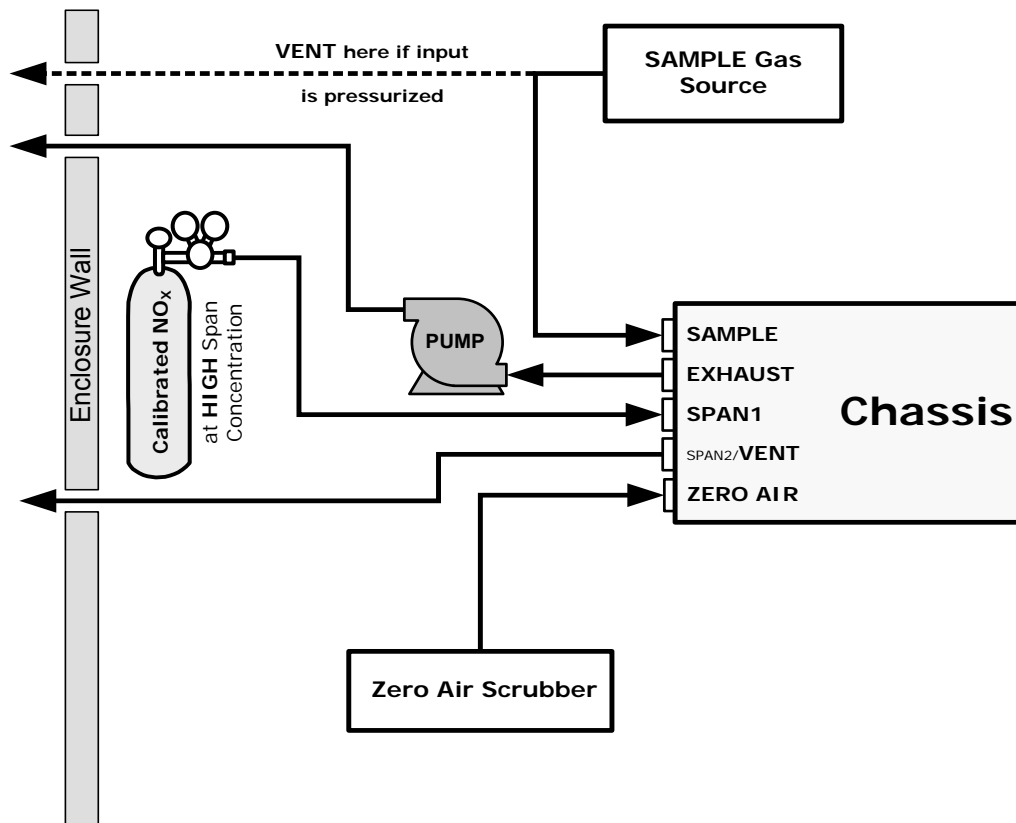 VENT here if input
is pressurized
SAMPLE Gas
Source
Enclosure Wall
Calibrated NOX
at HIGH Span
Concentration
PUMP
SAMPLE
EXHAUST
SPAN1
SPAN2/VENT
ZERO AIR
Chassis
Zero Air Scrubber